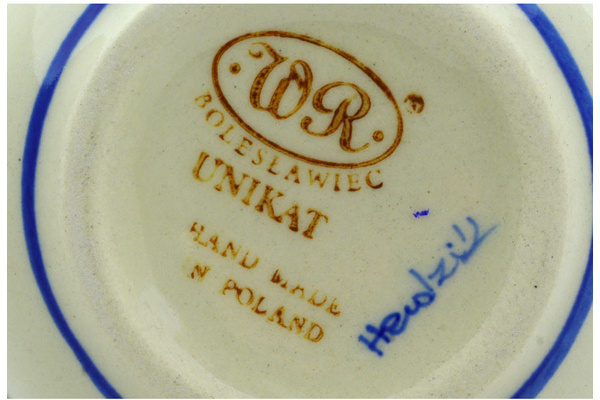 WR
BOLESŁAWIEC
UNIKAT
HAND MADE
IN POLAND